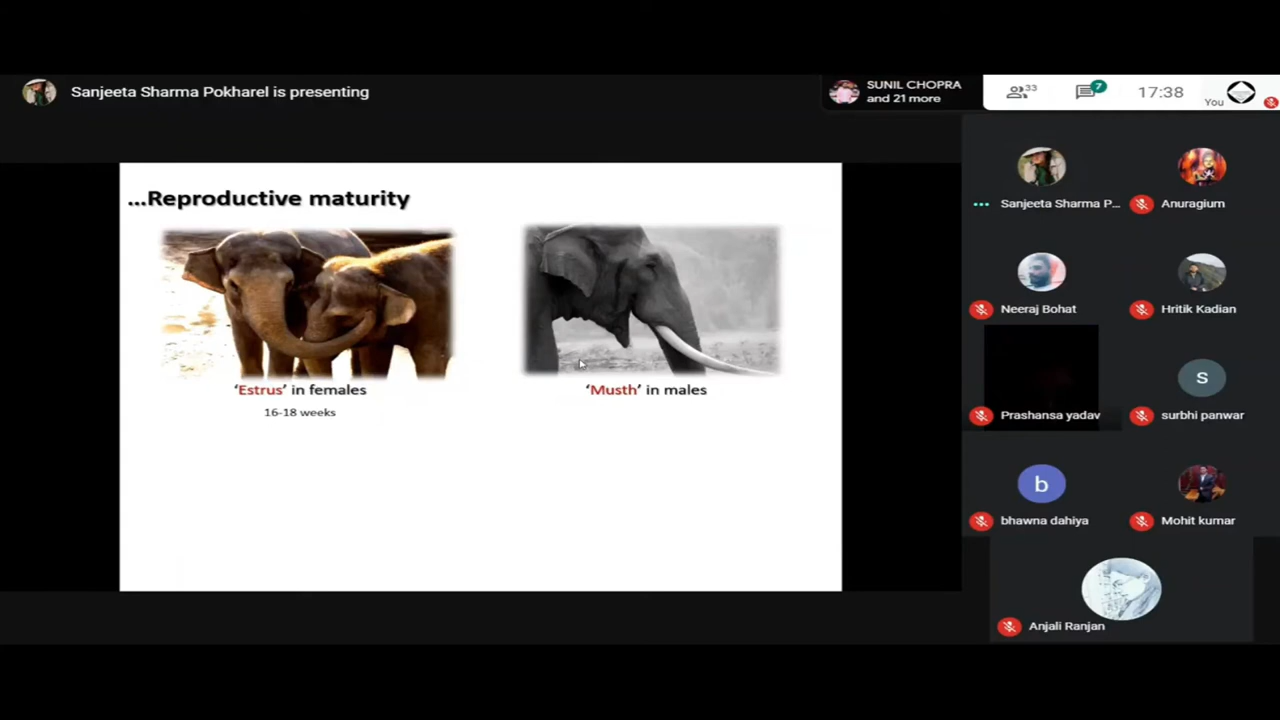 Sanjeeta Sharma Pokharel is presenting
SUNIL CHOPRA
and 21 more
33
7
17:38
You
...Reproductive maturity
‘Estrus’ in females
16-18 weeks
‘Musth’ in males
Sanjeeta Sharma P...
Anuragium
Neeraj Bohat
Hritik Kadian
Prashansa yadav
S
surbhi panwar
b
bhawna dahiya
Mohit kumar
Anjali Ranjan